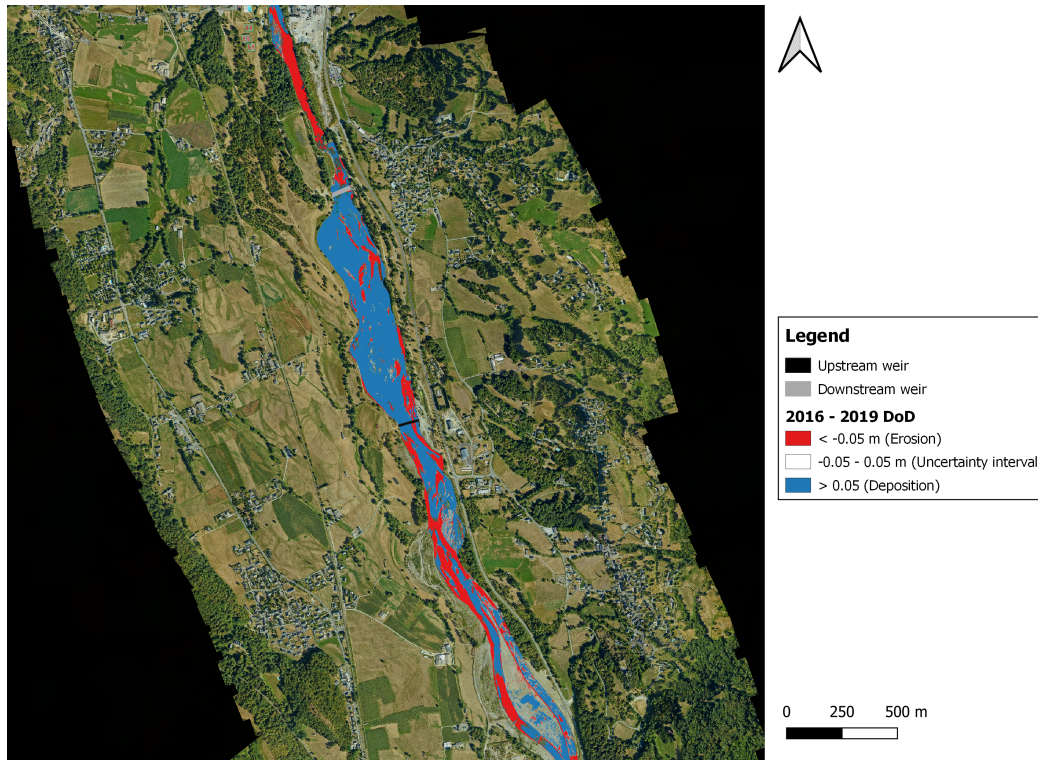 Legend
Upstream weir
Downstream weir
2016 - 2019 DoD
< -0.05 m (Erosion)
-0.05 - 0.05 m (Uncertainty interval
> 0.05 (Deposition)
0 250 500 m